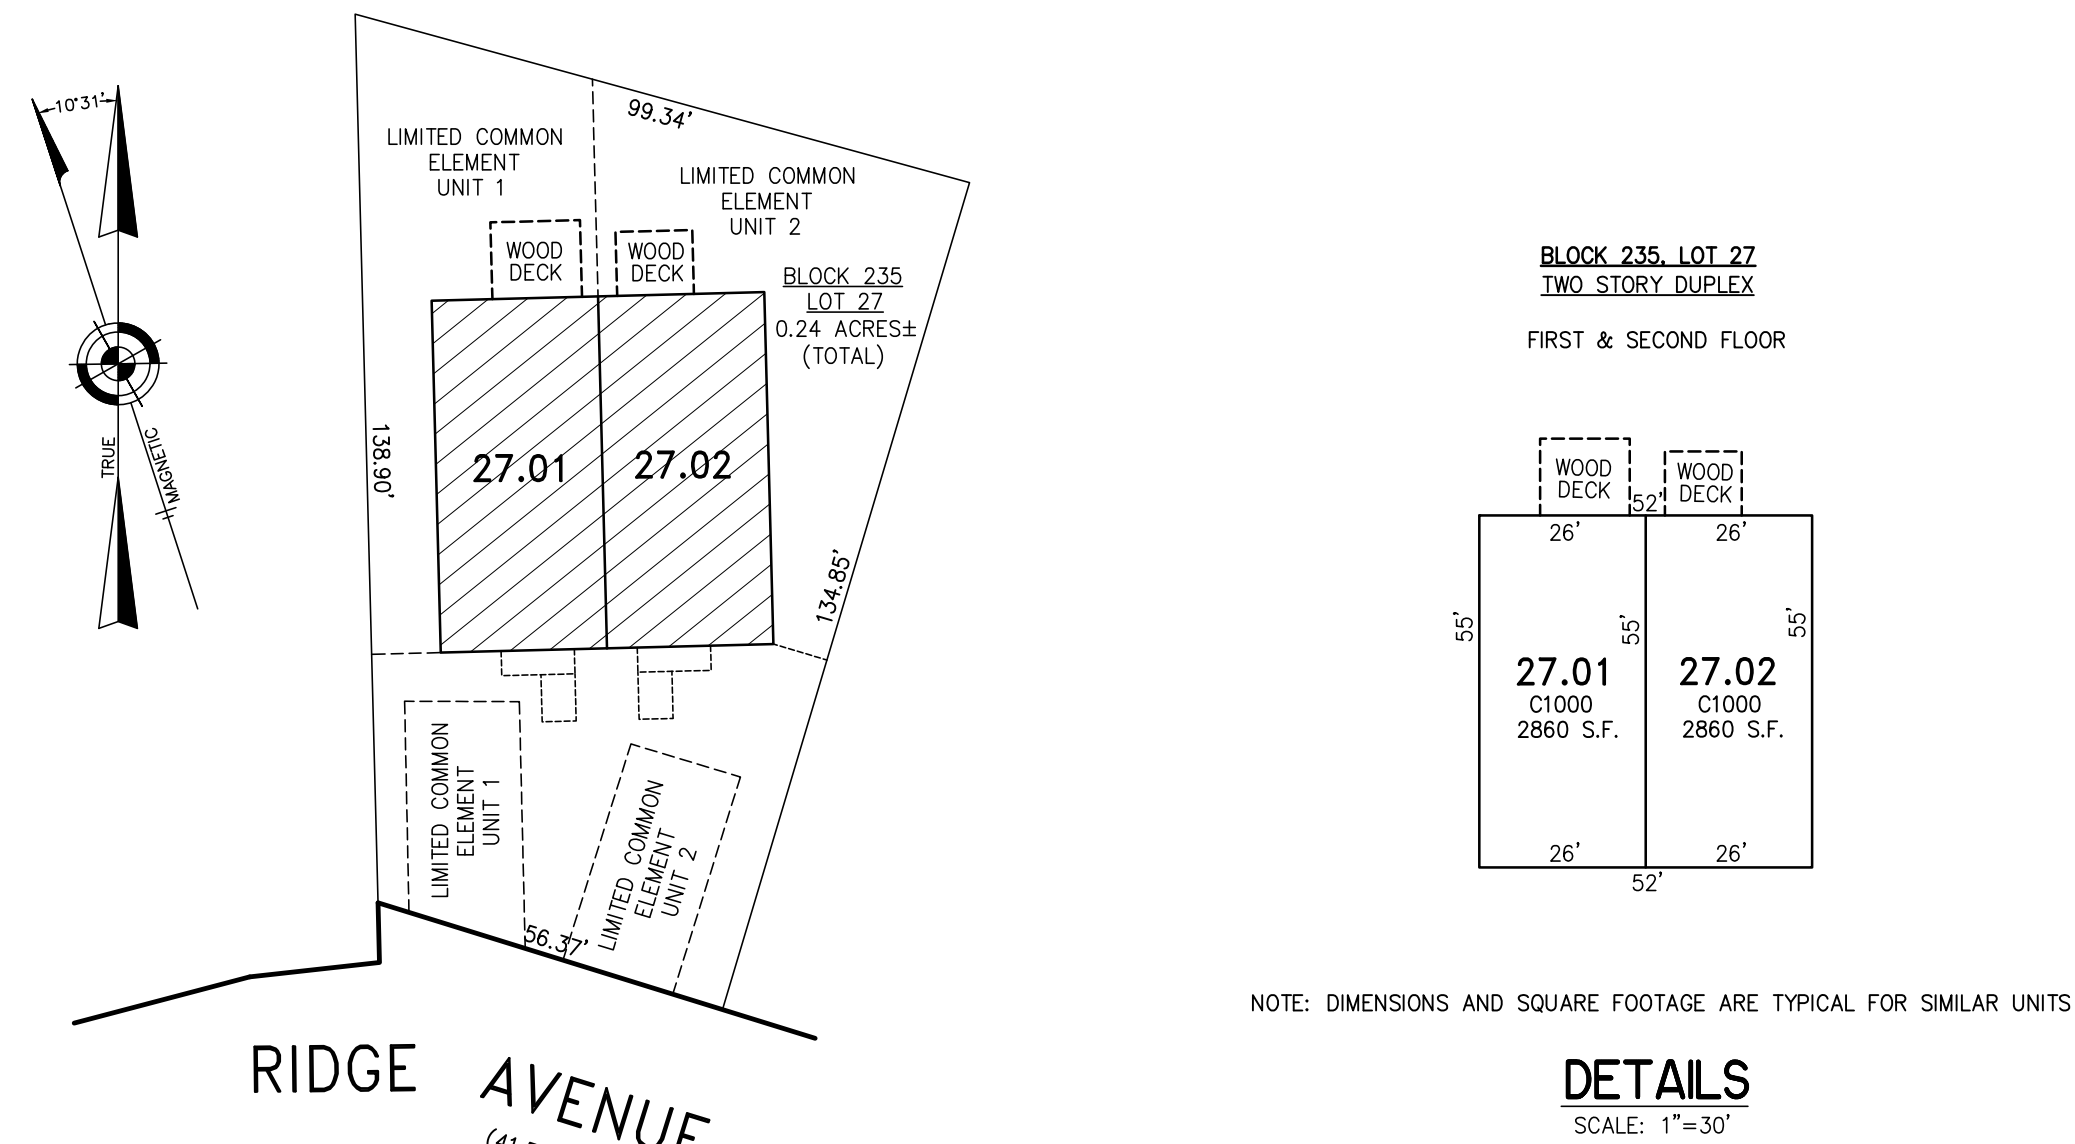 10°31'
TRUE
MAGNETIC
99.34'
LIMITED COMMON
ELEMENT
UNIT 1
LIMITED COMMON
ELEMENT
UNIT 2
WOOD
DECK
WOOD
DECK
BLOCK 235
LOT 27
0.24 ACRES±
(TOTAL)
138.90'
27.01
27.02
134.85'
LIMITED COMMON
ELEMENT
UNIT 1
LIMITED COMMON
ELEMENT
UNIT 2
56.37'
RIDGE AVENUE
BLOCK 235, LOT 27
TWO STORY DUPLEX
FIRST & SECOND FLOOR
WOOD
DECK
WOOD
DECK
52'
26'
26'
55'
55'
55'
27.01
C1000
2860 S.F.
27.02
C1000
2860 S.F.
26'
26'
52'
NOTE: DIMENSIONS AND SQUARE FOOTAGE ARE TYPICAL FOR SIMILAR UNITS
DETAILS
SCALE: 1"=30'